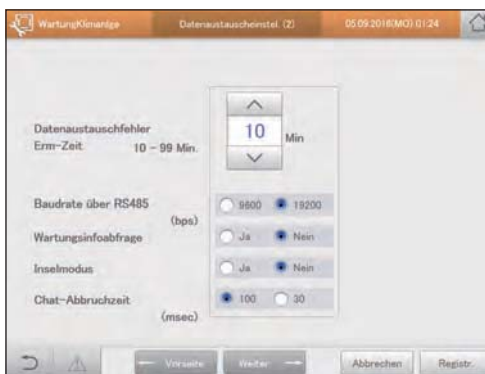 WartungKlimanlge
Datenaustauscheinstel. (2)
05.09.2016(MO) 01:24
Datenaustauschfehler
Erm-Zeit 10 - 99 Min.
10 Min
Baudrate über RS485 (bps)
9600 19200
Wartungsinfoabfrage
Ja Nein
Inselmodus
Ja Nein
Chat-Abbruchzeit (msec)
100 30
Vorseite
Weiter
Abbrechen
Registr.